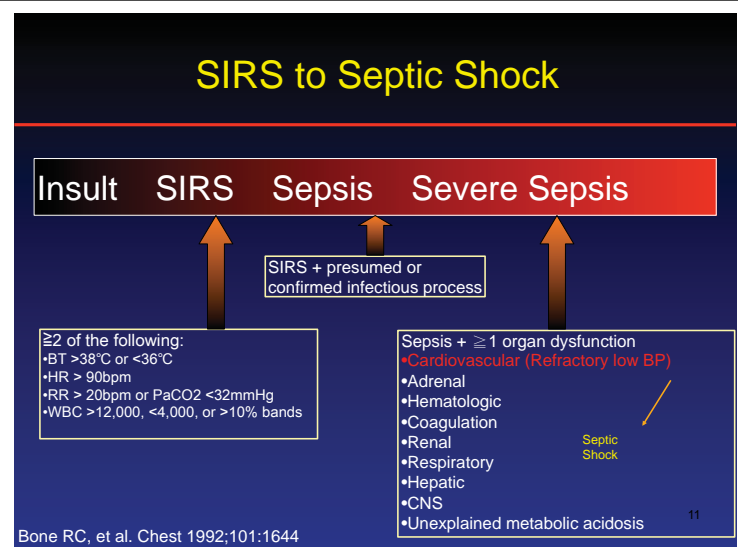 SIRS to Septic Shock
Insult SIRS Sepsis Severe Sepsis
SIRS + presumed or
confirmed infectious process
≧2 of the following:
•BT >38℃ or <36℃
•HR > 90bpm
•RR > 20bpm or PaCO2 <32mmHg
•WBC >12,000, <4,000, or >10% bands
Sepsis + ≧1 organ dysfunction
•Cardiovascular (Refractory low BP)
•Adrenal
•Hematologic
•Coagulation
•Renal
•Respiratory
•Hepatic
•CNS
•Unexplained metabolic acidosis
Septic
Shock
11
Bone RC, et al. Chest 1992;101:1644